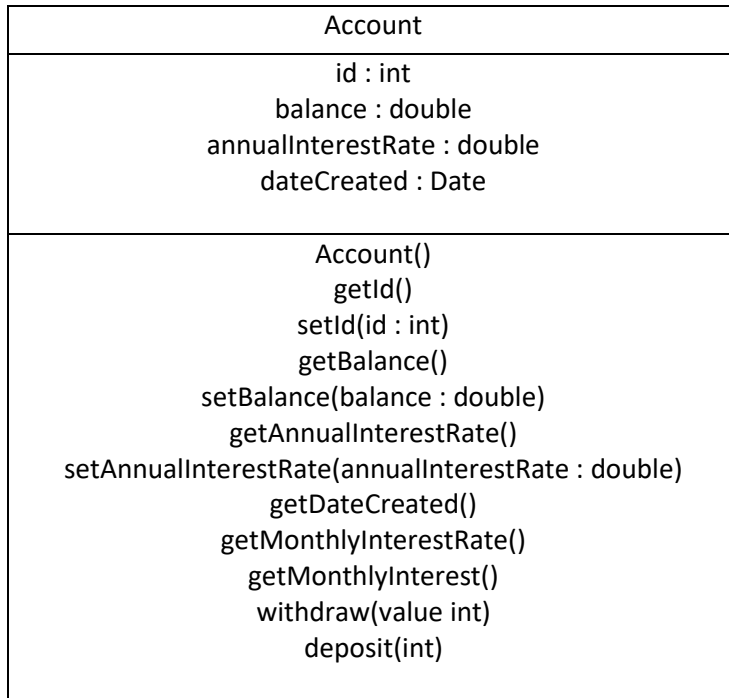 Account
id : int
balance : double
annualInterestRate : double
dateCreated : Date
Account()
getId()
setId(id : int)
getBalance()
setBalance(balance : double)
getAnnualInterestRate()
setAnnualInterestRate(annualInterestRate : double)
getDateCreated()
getMonthlyInterestRate()
getMonthlyInterest()
withdraw(value int)
deposit(int)